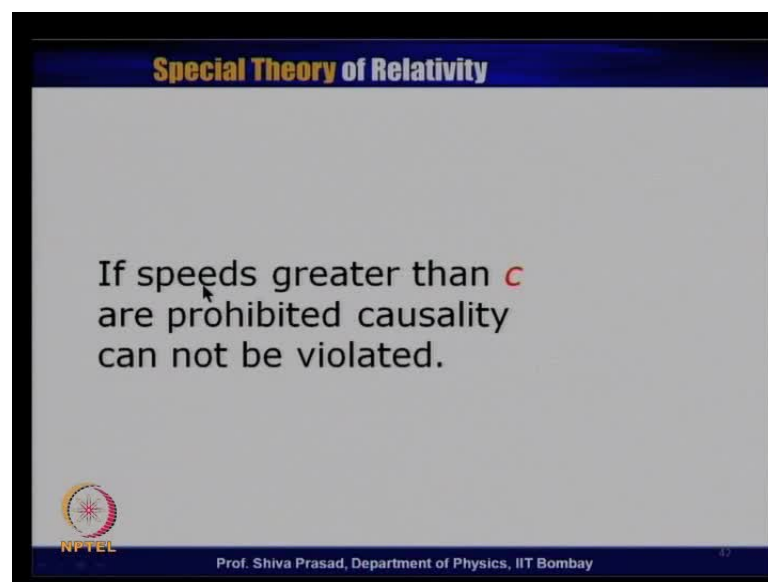 Special Theory of Relativity
If speeds greater than c
are prohibited causality
can not be violated.
NPTEL
Prof. Shiva Prasad, Department of Physics, IIT Bombay
47